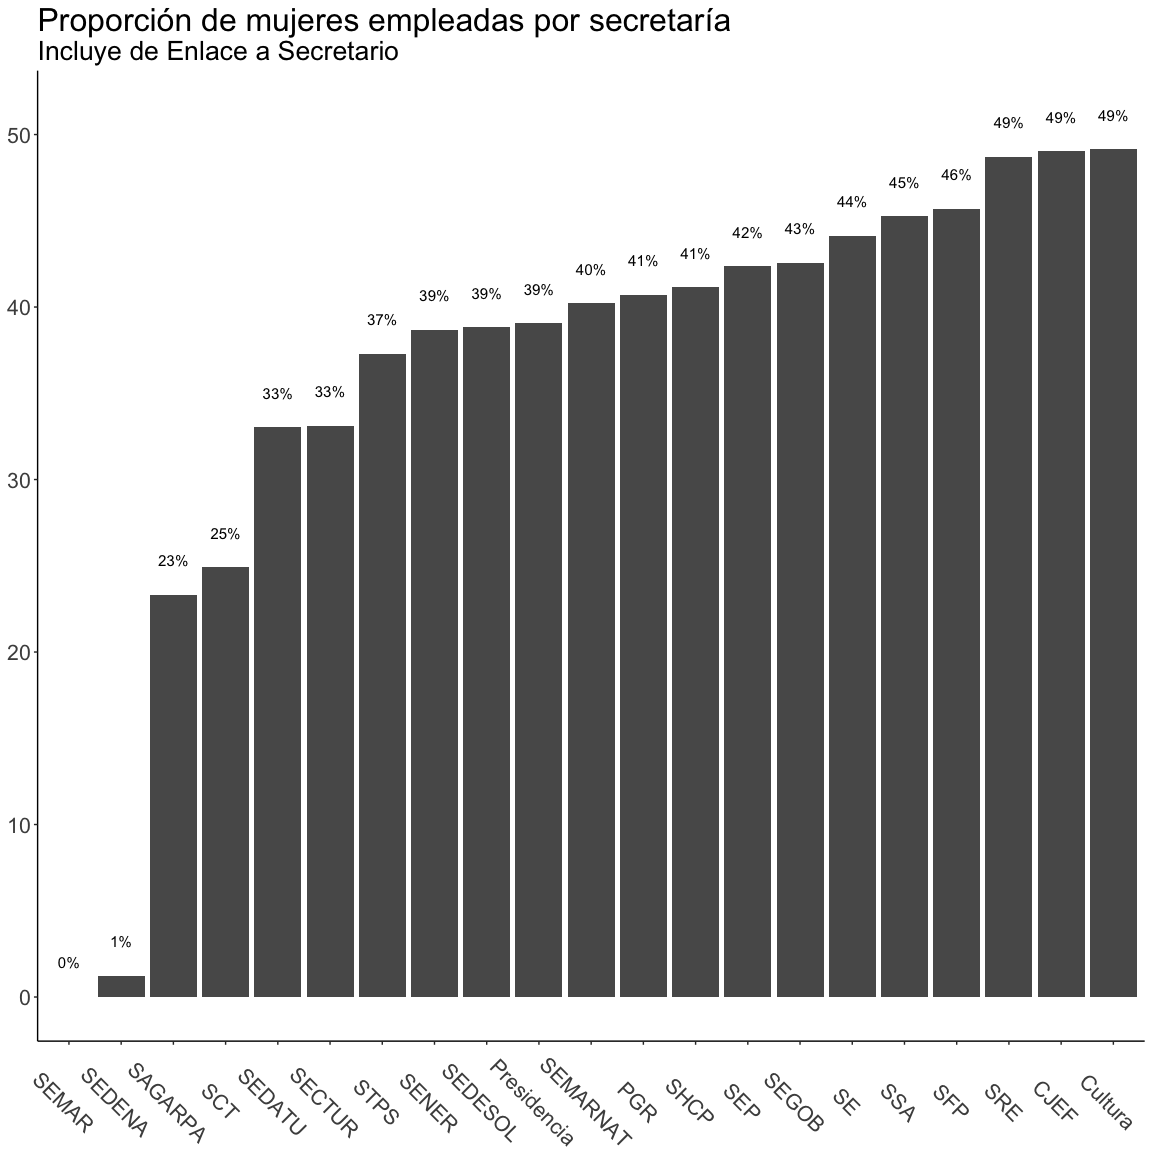 Proporción de mujeres empleadas por secretaría
Incluye de Enlace a Secretario
50
40
30
20
10
0
0%
1%
23%
25%
33%
33%
37%
39%
39%
39%
40%
41%
41%
42%
43%
44%
45%
46%
49%
49%
49%
SEMAR
SEDENA
SAGARPA
SCT
SEDATU
SECTUR
STPS
SENER
SEDESOL
Presidencia
SEMARNAT
PGR
SHCP
SEP
SEGOB
SE
SSA
SFP
SRE
CJEF
Cultura